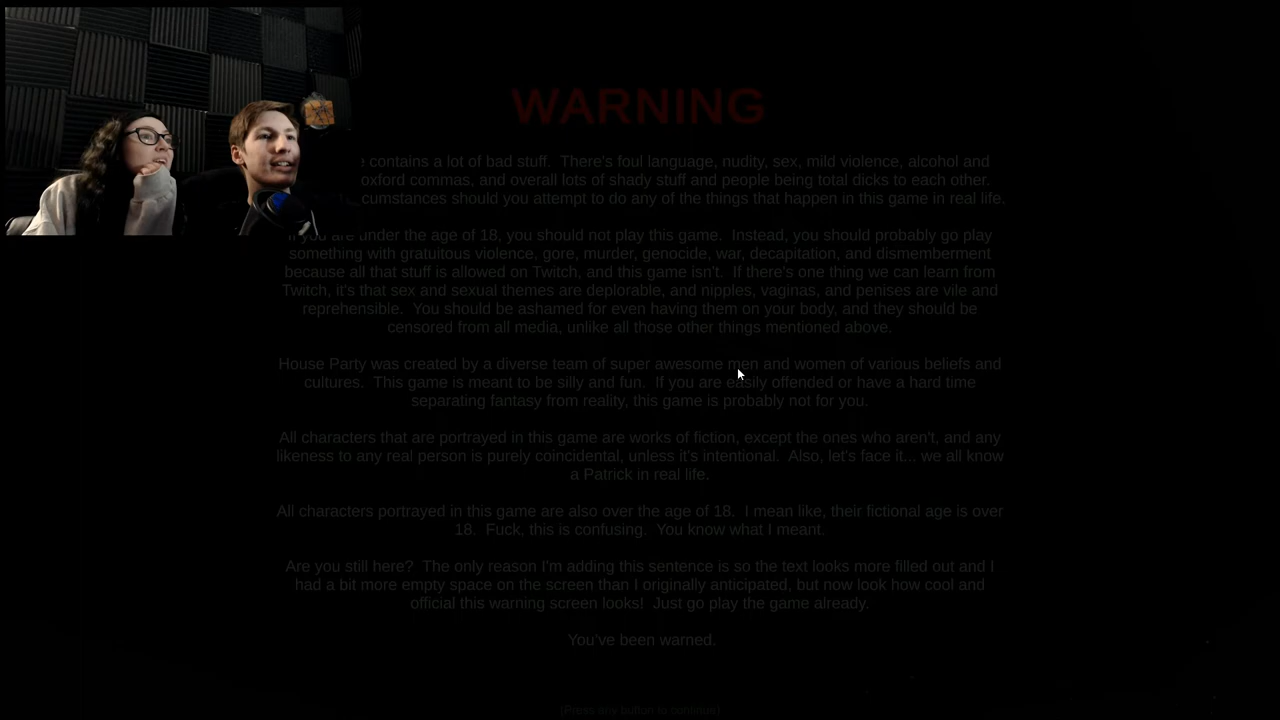 WARNING
contains a lot of bad stuff.  There's foul language, nudity, sex, mild violence, alcohol and
oxford commas, and overall lots of shady stuff and people being total dicks to each other.
cumstances should you attempt to do any of the things that happen in this game in real life.
If you are under the age of 18, you should not play this game.  Instead, you should probably go play
something with gratuitous violence, gore, murder, genocide, war, decapitation, and dismemberment
because all that stuff is allowed on Twitch, and this game isn't.  If there's one thing we can learn from
Twitch, it's that sex and sexual themes are deplorable, and nipples, vaginas, and penises are vile and
reprehensible.  You should be ashamed for even having them on your body, and they should be
censored from all media, unlike all those other things mentioned above.
House Party was created by a diverse team of super awesome men and women of various beliefs and
cultures.  This game is meant to be silly and fun.  If you are easily offended or have a hard time
separating fantasy from reality, this game is probably not for you.
All characters that are portrayed in this game are works of fiction, except the ones who aren't, and any
likeness to any real person is purely coincidental, unless it's intentional.  Also, let's face it... we all know
a Patrick in real life.
All characters portrayed in this game are also over the age of 18.  I mean like, their fictional age is over
18.  Fuck, this is confusing.  You know what I meant.
Are you still here?  The only reason I'm adding this sentence is so the text looks more filled out and I
had a bit more empty space on the screen than I originally anticipated, but now look how cool and
official this warning screen looks!  Just go play the game already.
You've been warned.
(Press any button to continue)